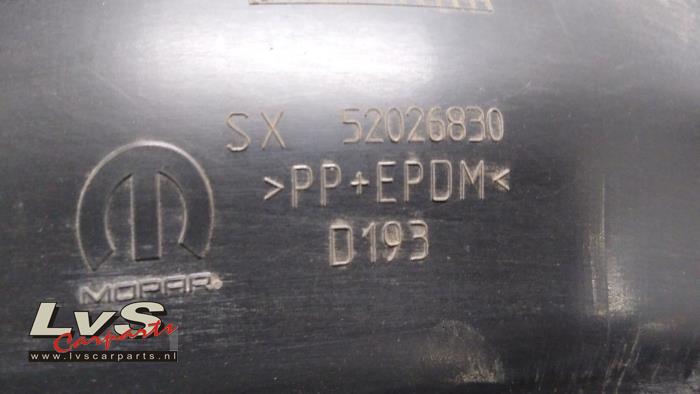 SX 52026830
>PP+EPDM<
D193
MOPAR®
LvS
Carparts
www.lvscarparts.nl